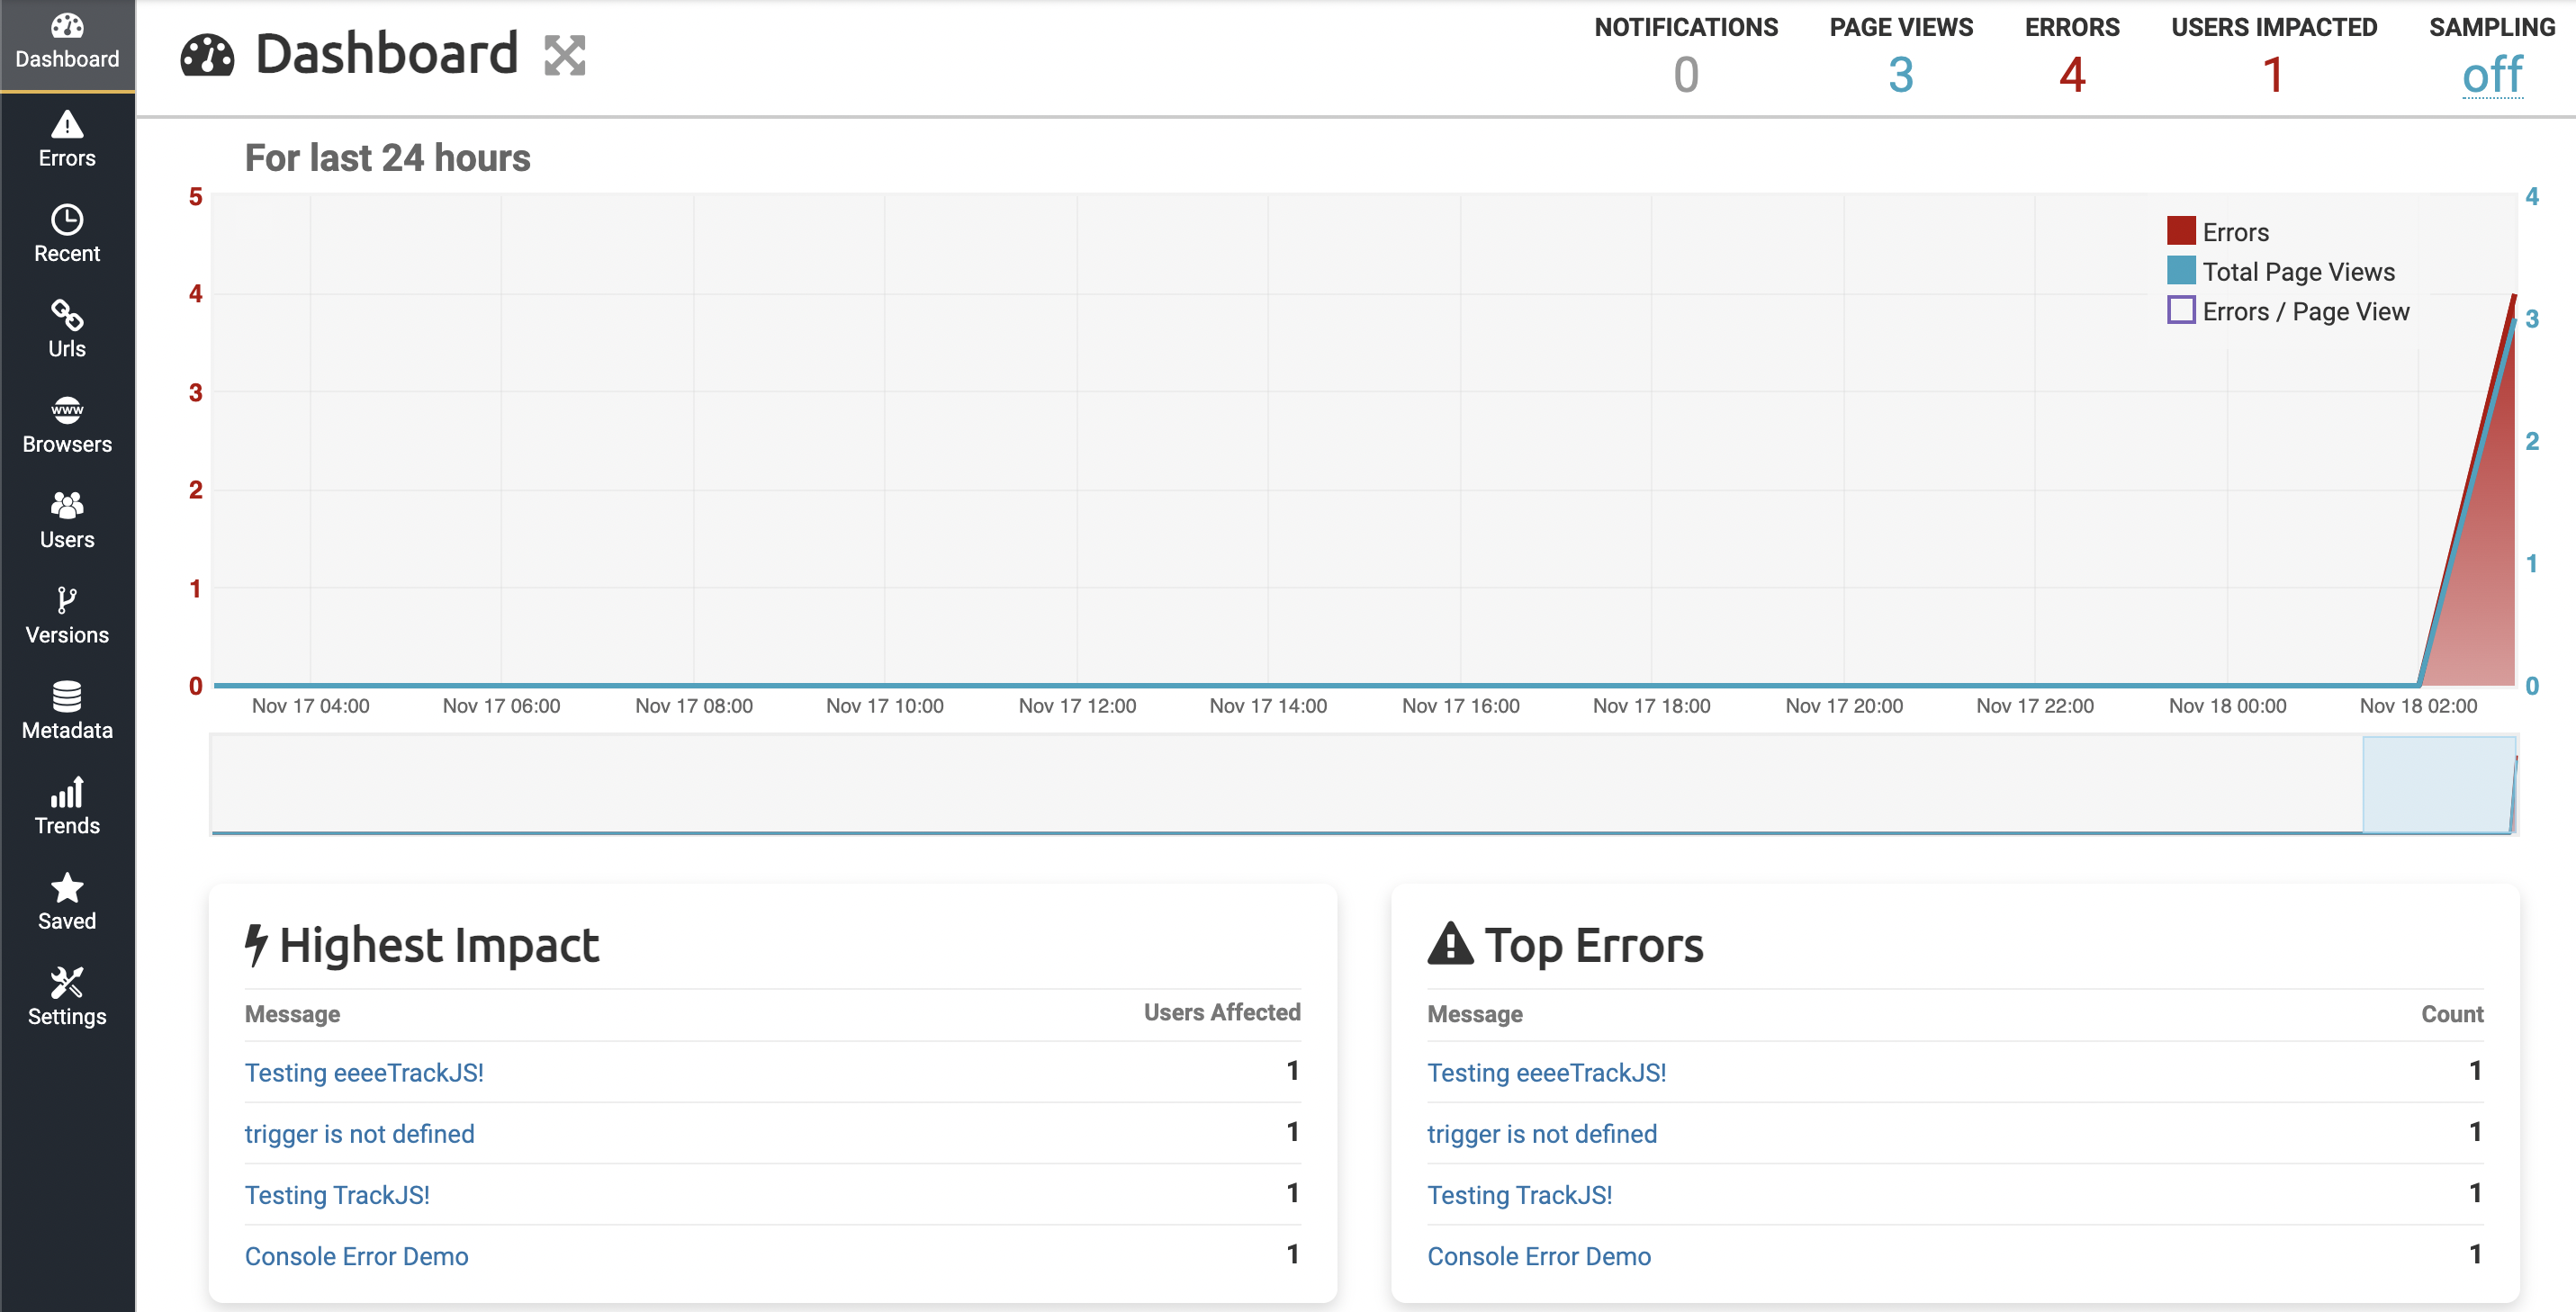 Dashboard
Errors
Recent
WWW
Urls
Browsers
Users
Versions
Metadata
Trends
Saved
Settings
Dashboard
NOTIFICATIONS PAGE VIEWS ERRORS USERS IMPACTED SAMPLING
0 3 4 1 off
For last 24 hours
5
4
3
2
1
0
4
3
2
1
0
Errors
Total Page Views
Errors / Page View
Nov 17 04:00 Nov 17 06:00 Nov 17 08:00 Nov 17 10:00 Nov 17 12:00 Nov 17 14:00 Nov 17 16:00 Nov 17 18:00 Nov 17 20:00 Nov 17 22:00 Nov 18 00:00 Nov 18 02:00
Highest Impact
Message Users Affected
Testing eeeeTrackJS! 1
trigger is not defined 1
Testing TrackJS! 1
Console Error Demo 1
Top Errors
Message Count
Testing eeeeTrackJS! 1
trigger is not defined 1
Testing TrackJS! 1
Console Error Demo 1